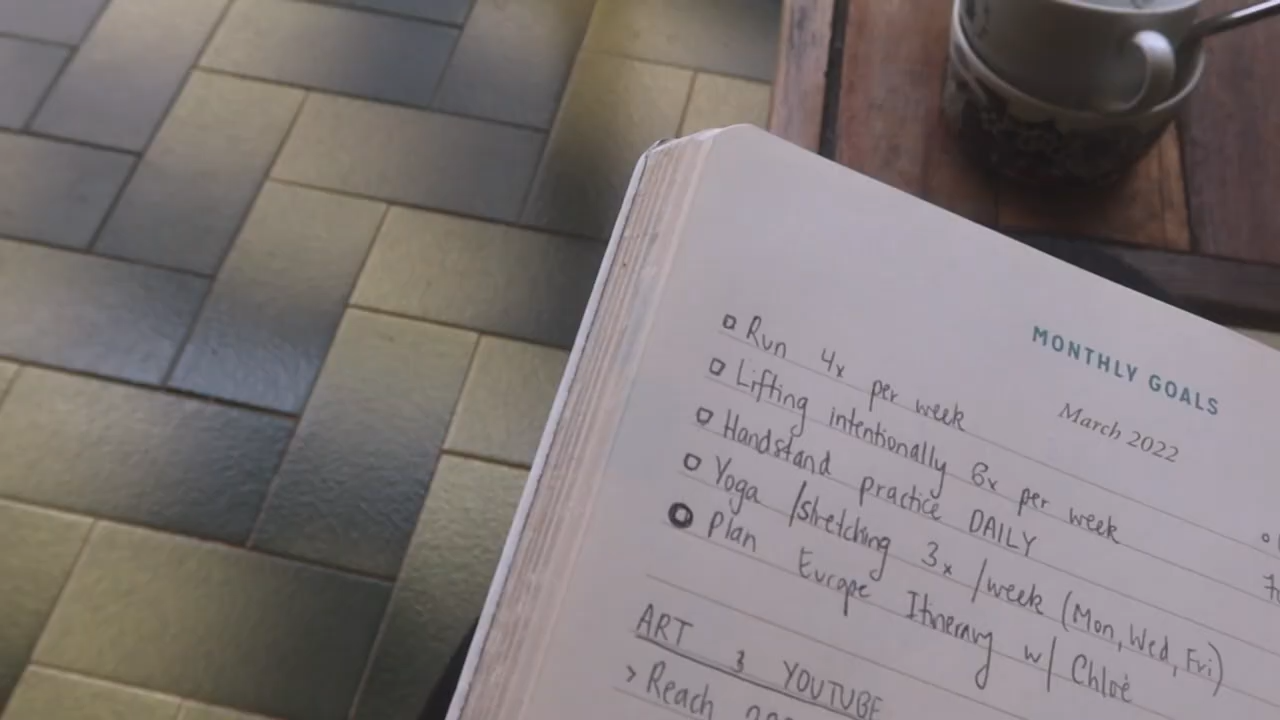 MONTHLY GOALS
March 2022
Run 4x per week
Lifting intentionally 6x per week
Handstand practice DAILY
Yoga /stretching 3x /week (Mon, Wed, Fri)
Plan Europe Itinerary w/ Chloé
ART & YOUTUBE
> Reach